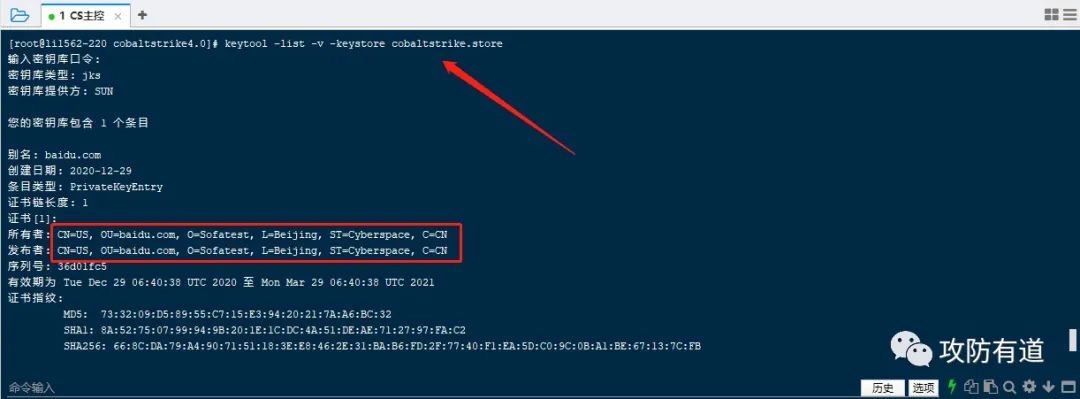 1 CS主控
[root@li1562-220 cobaltstrike4.0]# keytool -list -v -keystore cobaltstrike.store
输入密钥库口令:
密钥库类型: jks
密钥库提供方: SUN
您的密钥库包含 1 个条目
别名: baidu.com
创建日期: 2020-12-29
条目类型: PrivateKeyEntry
证书链长度: 1
证书[1]:
所有者: CN=US, OU=baidu.com, O=Sofatest, L=Beijing, ST=Cyberspace, C=CN
发布者: CN=US, OU=baidu.com, O=Sofatest, L=Beijing, ST=Cyberspace, C=CN
序列号: 36d01fc5
有效期为 Tue Dec 29 06:40:38 UTC 2020 至 Mon Mar 29 06:40:38 UTC 2021
证书指纹:
MD5: 73:32:09:D5:89:55:C7:15:E3:94:20:21:7A:A6:BC:32
SHA1: 8A:52:75:07:99:94:9B:20:1E:1C:DC:4A:51:DE:AE:71:27:97:FA:C2
SHA256: 66:8C:DA:79:A4:90:71:51:18:3E:E8:46:2E:31:BA:B6:FD:2F:77:40:F1:EA:5D:C0:9C:0B:A1:BE:67:13:7C:FB
攻防有道
命令输入
历史 选项